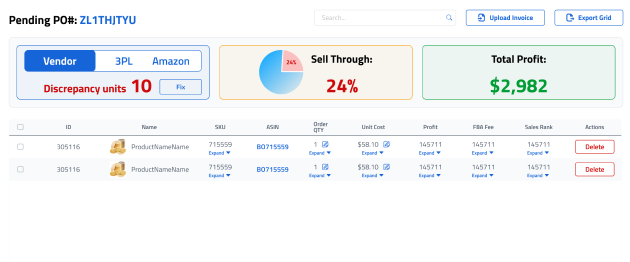 Pending PO#: ZL1THJTYU
Search...
Upload Invoice
Export Grid
Vendor 3PL Amazon
Discrepancy units 10 Fix
24%
Sell Through:
24%
Total Profit:
$2,982
ID Name SKU ASIN Order QTY Unit Cost Profit FBA Fee Sales Rank Actions
305116 ProductNameName 715559 BO715559 1 $58.10 145711 145711 145711 Delete
Expand Expand Expand Expand Expand Expand
305116 ProductNameName 715559 BO715559 1 $58.10 145711 145711 145711 Delete
Expand Expand Expand Expand Expand Expand